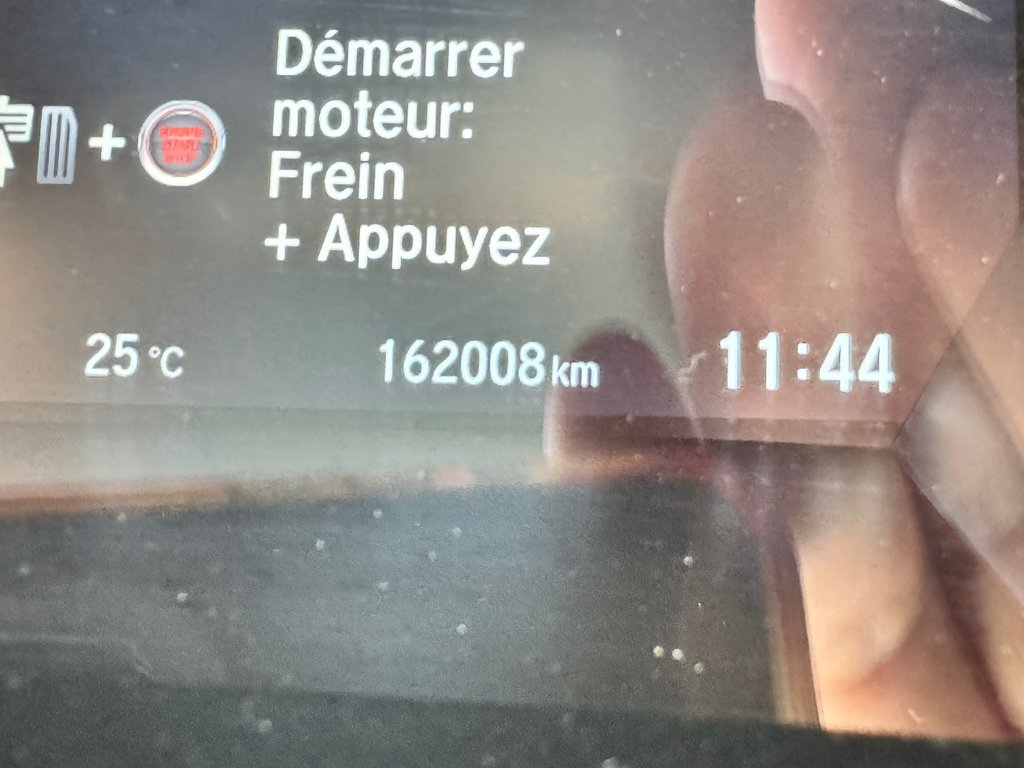 Démarrer
moteur:
+
Frein
+ Appuyez
25 °C
162008 km
11:44